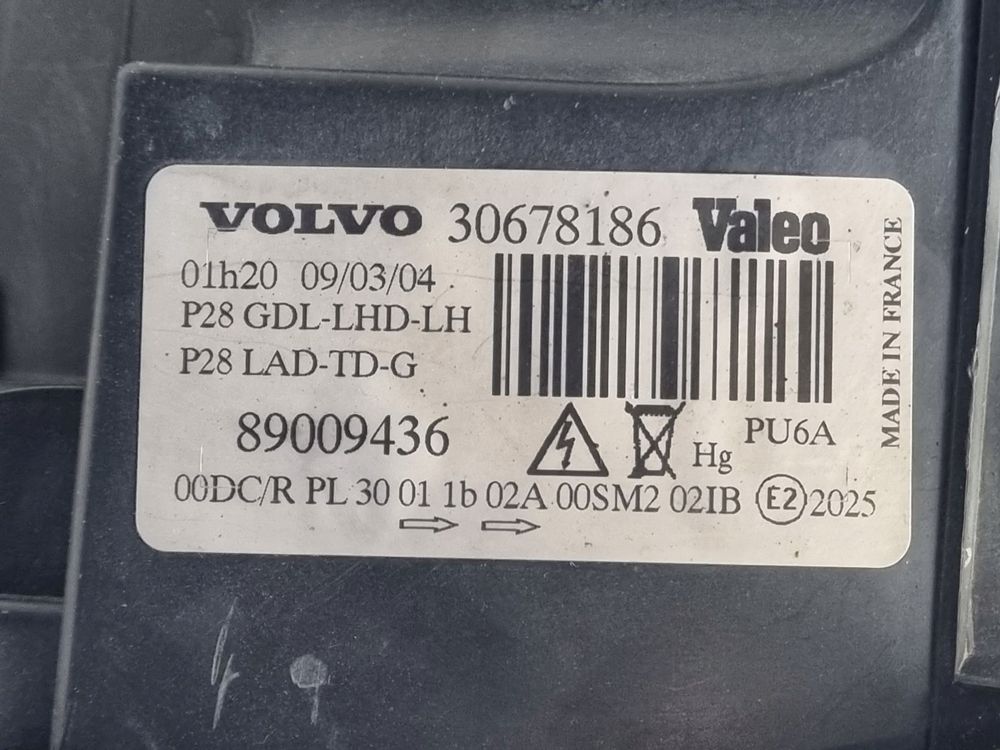 VOLVO 30678186 Valeo
01h20 09/03/04
P28 GDL-LHD-LH
P28 LAD-TD-G
89009436
Hg
PU6A
00DC/R PL 30 01 1b 02A 00SM2 02IB E2 2025
MADE IN FRANCE